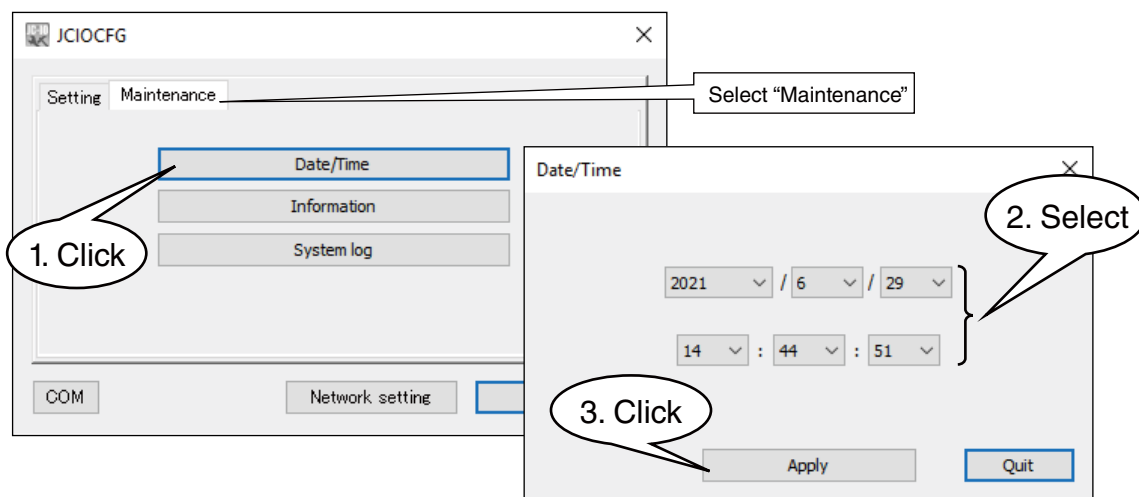 JCIOCFG
Setting
Maintenance
Select “Maintenance”
Date/Time
Information
System log
1. Click
COM
Network setting
Date/Time
2. Select
2021 / 6 / 29
14 : 44 : 51
3. Click
Apply
Quit